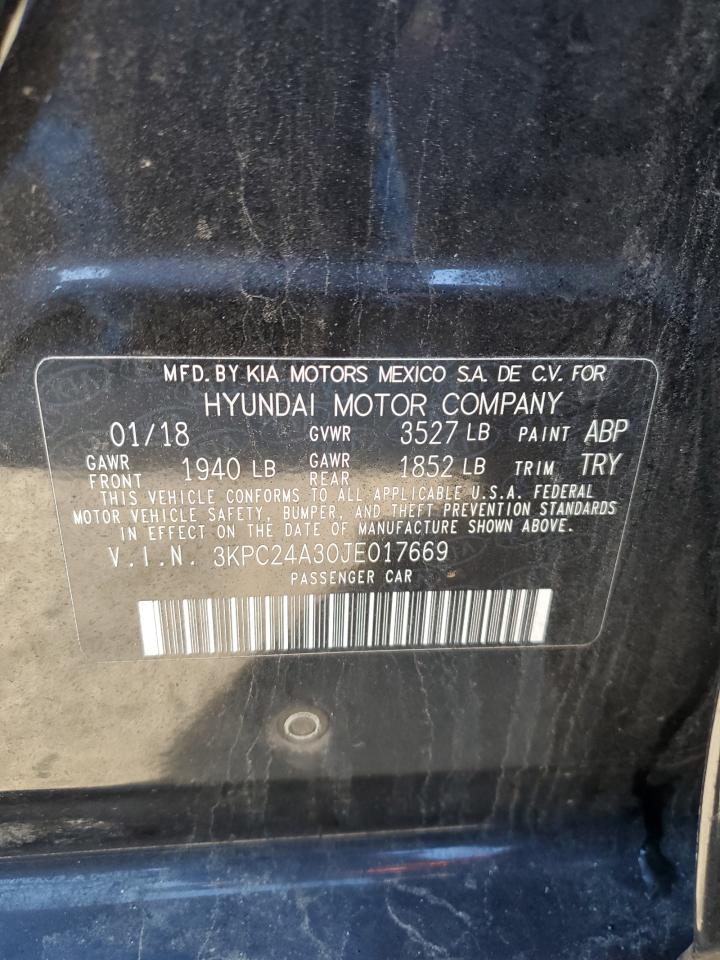 MFD. BY KIA MOTORS MEXICO S.A. DE C.V. FOR
HYUNDAI MOTOR COMPANY
01/18 GVWR 3527 LB PAINT ABP
GAWR FRONT 1940 LB GAWR REAR 1852 LB TRIM TRY
THIS VEHICLE CONFORMS TO ALL APPLICABLE U.S.A. FEDERAL
MOTOR VEHICLE SAFETY, BUMPER, AND THEFT PREVENTION STANDARDS
IN EFFECT ON THE DATE OF MANUFACTURE SHOWN ABOVE.
V.I.N. 3KPC24A30JE017669
PASSENGER CAR